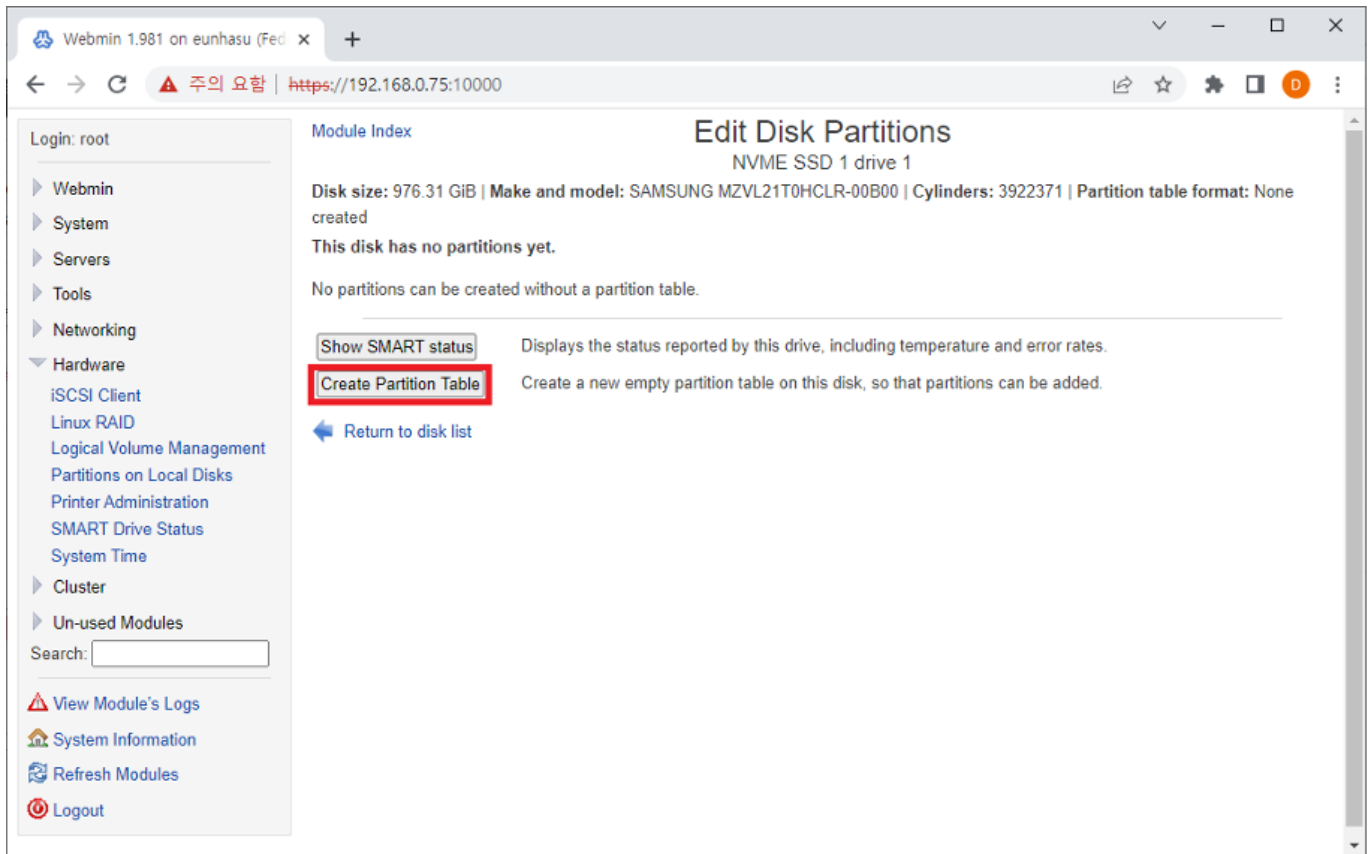 Webmin 1.981 on eunhasu (Fed
주의 요함 | https://192.168.0.75:10000
D
Login: root
Webmin
System
Servers
Tools
Networking
Hardware
iSCSI Client
Linux RAID
Logical Volume Management
Partitions on Local Disks
Printer Administration
SMART Drive Status
System Time
Cluster
Un-used Modules
Search:
View Module's Logs
System Information
Refresh Modules
Logout
Module Index
Edit Disk Partitions
NVME SSD 1 drive 1
Disk size: 976.31 GiB | Make and model: SAMSUNG MZVL21T0HCLR-00B00 | Cylinders: 3922371 | Partition table format: None
created
This disk has no partitions yet.
No partitions can be created without a partition table.
Show SMART status Displays the status reported by this drive, including temperature and error rates.
Create Partition Table Create a new empty partition table on this disk, so that partitions can be added.
Return to disk list